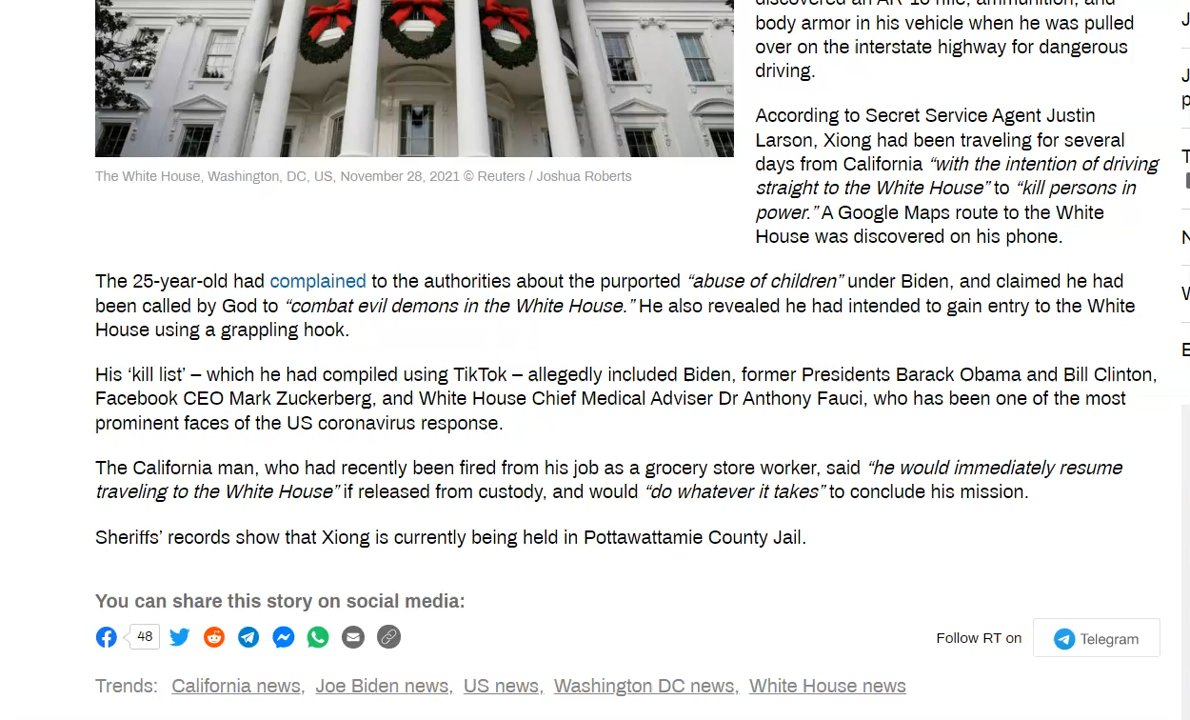 discovered an AR-15 rifle, ammunition, and
body armor in his vehicle when he was pulled
over on the interstate highway for dangerous
driving.
According to Secret Service Agent Justin
Larson, Xiong had been traveling for several
days from California “with the intention of driving
straight to the White House” to “kill persons in
power.” A Google Maps route to the White
House was discovered on his phone.
The White House, Washington, DC, US, November 28, 2021 © Reuters / Joshua Roberts
The 25-year-old had complained to the authorities about the purported “abuse of children” under Biden, and claimed he had
been called by God to “combat evil demons in the White House.” He also revealed he had intended to gain entry to the White
House using a grappling hook.
His ‘kill list’ – which he had compiled using TikTok – allegedly included Biden, former Presidents Barack Obama and Bill Clinton,
Facebook CEO Mark Zuckerberg, and White House Chief Medical Adviser Dr Anthony Fauci, who has been one of the most
prominent faces of the US coronavirus response.
The California man, who had recently been fired from his job as a grocery store worker, said “he would immediately resume
traveling to the White House” if released from custody, and would “do whatever it takes” to conclude his mission.
Sheriffs’ records show that Xiong is currently being held in Pottawattamie County Jail.
You can share this story on social media:
48
Follow RT on Telegram
Trends: California news, Joe Biden news, US news, Washington DC news, White House news